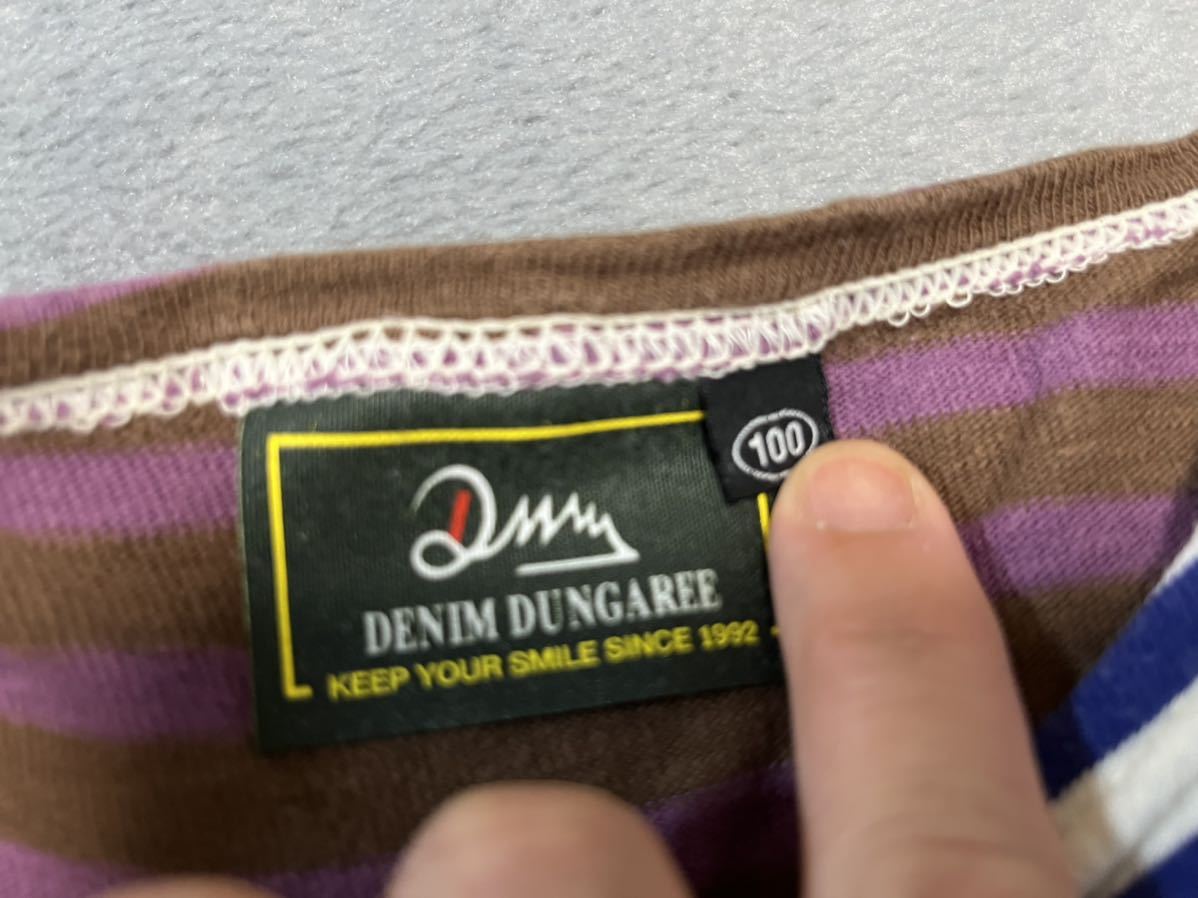 100
DENIM DUNGAREE
KEEP YOUR SMILE SINCE 1992